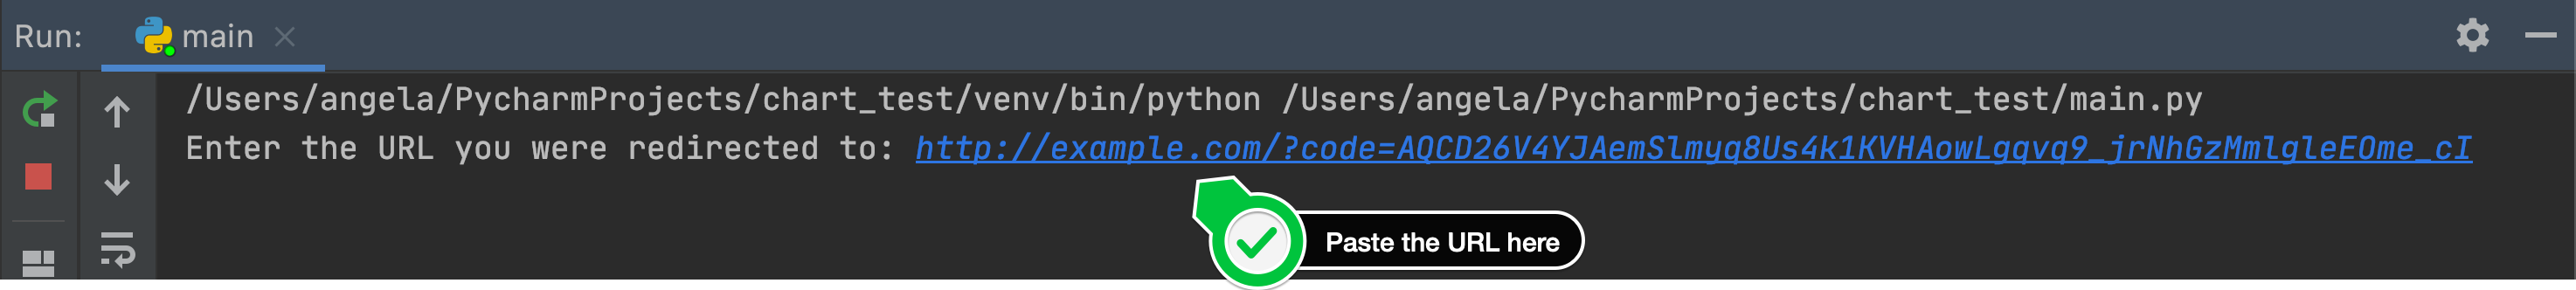 Run: main
/Users/angela/PycharmProjects/chart_test/venv/bin/python /Users/angela/PycharmProjects/chart_test/main.py
Enter the URL you were redirected to: http://example.com/?code=AQCD26V4YJAemSlmyq8Us4k1KVHAowLgqvq9_jrNhGzMmlgleEOme_cI
Paste the URL here